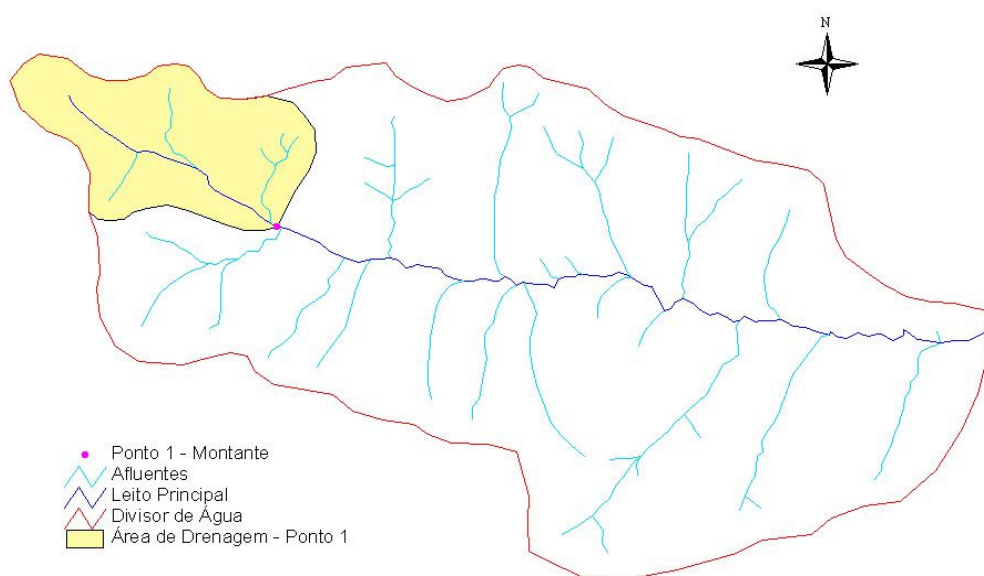 N
Ponto 1 - Montante
Afluentes
Leito Principal
Divisor de Água
Área de Drenagem - Ponto 1